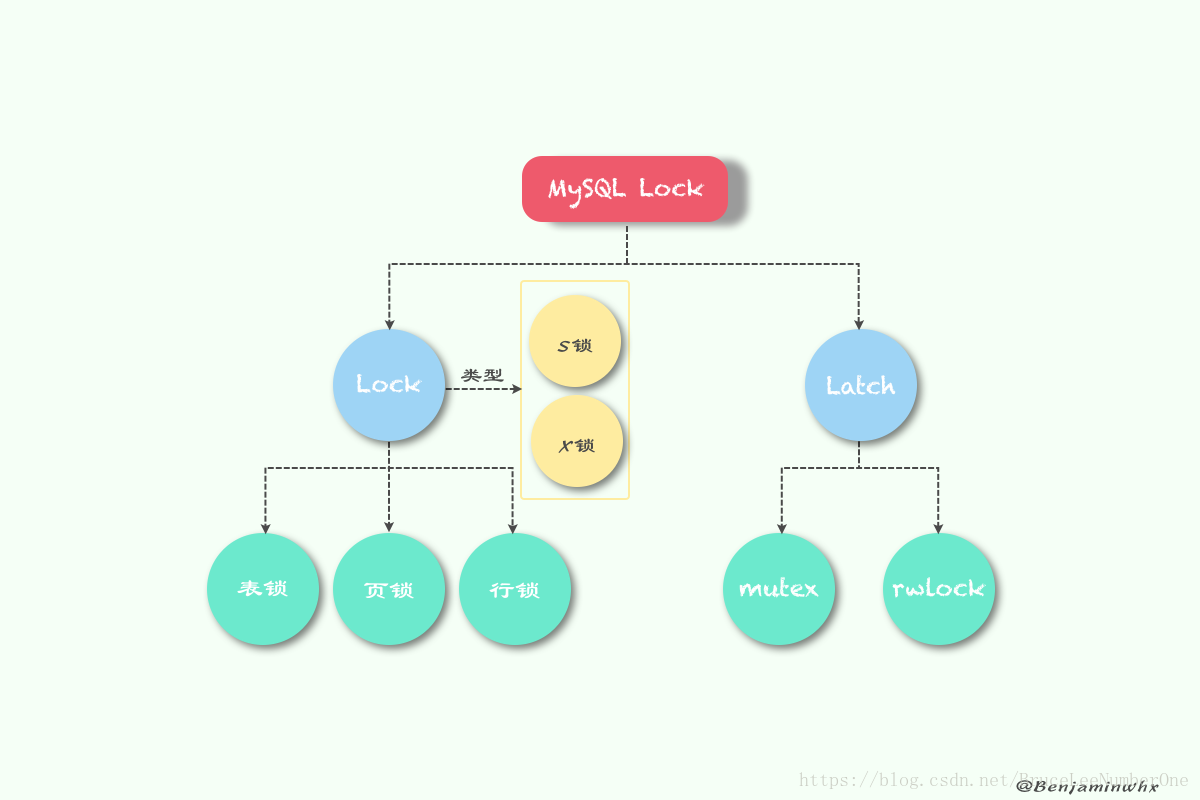 MySQL Lock
Lock
类型
S锁
X锁
Latch
表锁
页锁
行锁
mutex
rwlock
https://blog.csdn.net/BruceLeeNumberOne
@Benjaminwhx